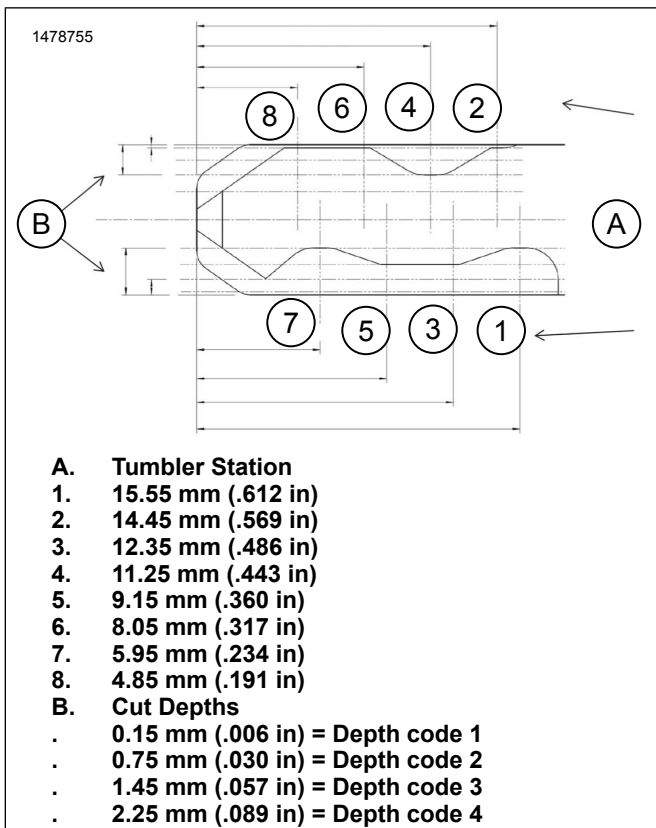 1478755
8 6 4 2
B A
7 5 3 1
A. Tumbler Station
1. 15.55 mm (.612 in)
2. 14.45 mm (.569 in)
3. 12.35 mm (.486 in)
4. 11.25 mm (.443 in)
5. 9.15 mm (.360 in)
6. 8.05 mm (.317 in)
7. 5.95 mm (.234 in)
8. 4.85 mm (.191 in)
B. Cut Depths
. 0.15 mm (.006 in) = Depth code 1
. 0.75 mm (.030 in) = Depth code 2
. 1.45 mm (.057 in) = Depth code 3
. 2.25 mm (.089 in) = Depth code 4